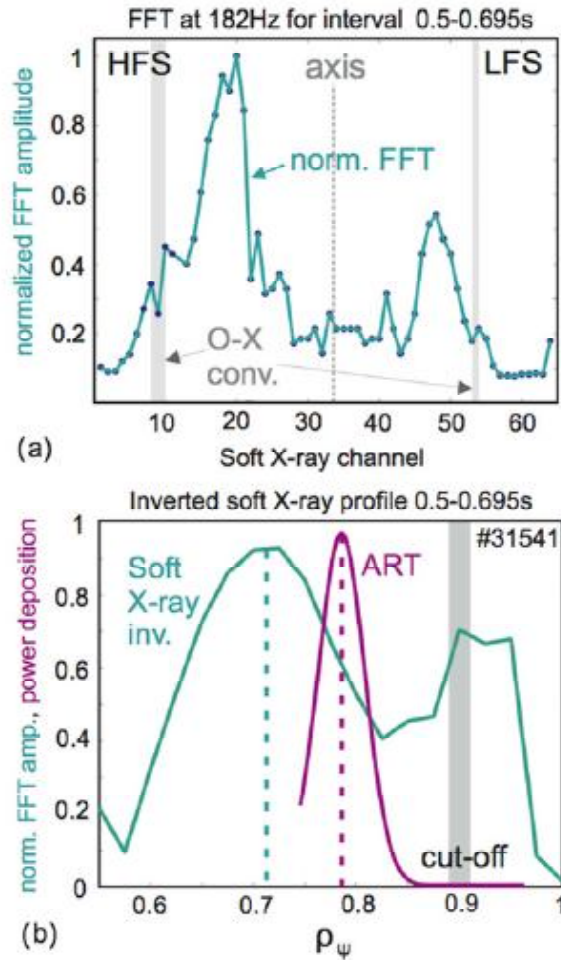 FFT at 182Hz for interval 0.5-0.695s
HFS
axis
LFS
norm. FFT
O-X
conv.
normalized FFT amplitude
1
0.8
0.6
0.4
0.2
10
20
30
40
50
60
Soft X-ray channel
(a)
Inverted soft X-ray profile 0.5-0.695s
#31541
Soft
X-ray
inv.
ART
cut-off
norm. FFT amp., power deposition
1
0.8
0.6
0.4
0.2
0
0.6
0.7
0.8
0.9
1
ρψ
(b)